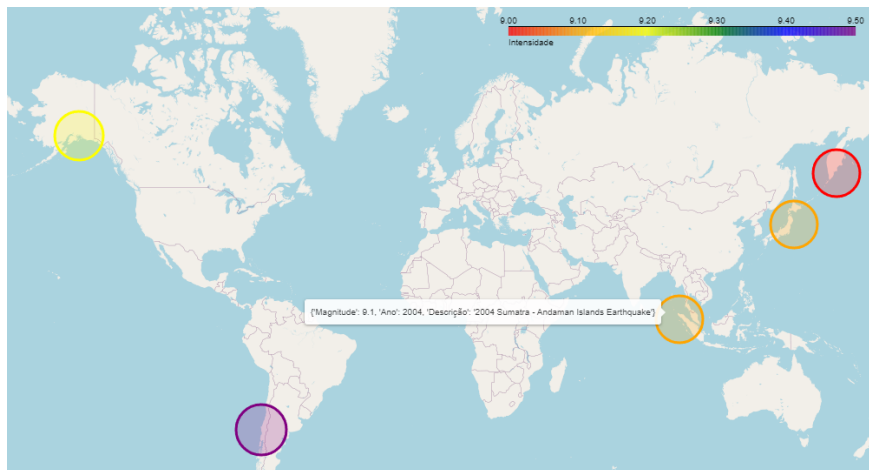 9.00 9.10 9.20 9.30 9.40 9.50
Intensidade
{'Magnitude': 9.1, 'Ano': 2004, 'Descrição': '2004 Sumatra - Andaman Islands Earthquake'}